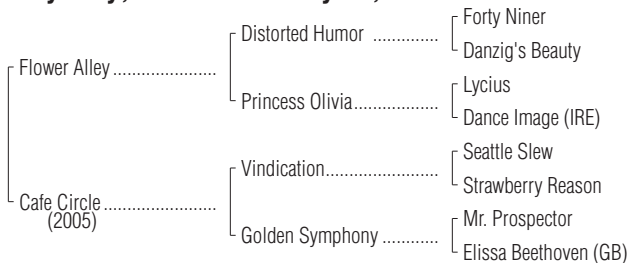 Forty Niner
Distorted Humor ..............
Danzig's Beauty
Flower Alley ......................
Lycius
Princess Olivia..................
Dance Image (IRE)
Seattle Slew
Vindication........................
Strawberry Reason
Cafe Circle ........................
(2005)
Mr. Prospector
Golden Symphony ............
Elissa Beethoven (GB)